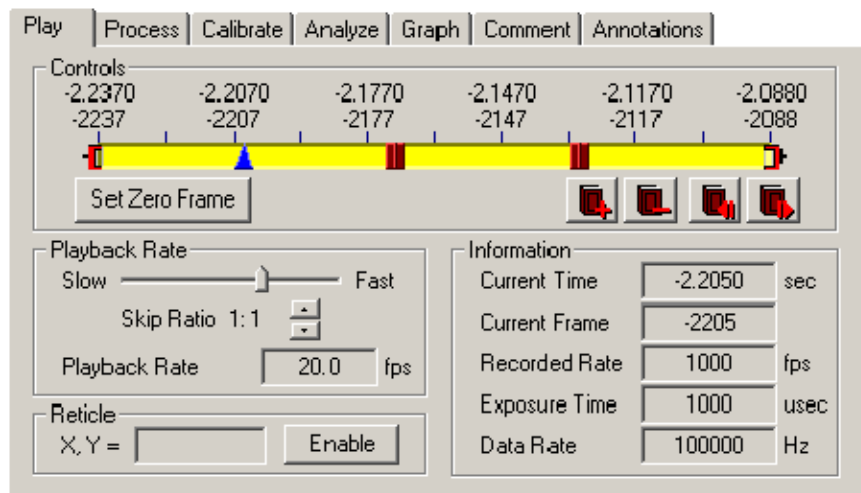 Play Process Calibrate Analyze Graph Comment Annotations
Controls
-2.2370 -2.2070 -2.1770 -2.1470 -2.1170 -2.0880
-2237 -2207 -2177 -2147 -2117 -2088
Set Zero Frame
Playback Rate
Slow Fast
Skip Ratio 1:1
Playback Rate 20.0 fps
Reticle
X, Y = Enable
Information
Current Time -2.2050 sec
Current Frame -2205
Recorded Rate 1000 fps
Exposure Time 1000 usec
Data Rate 100000 Hz